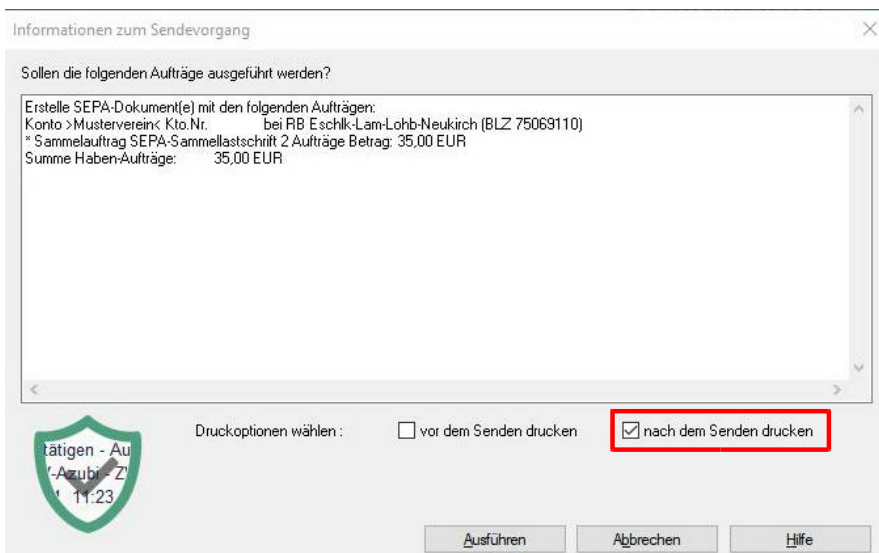 Informationen zum Sendevorgang
Sollen die folgenden Aufträge ausgeführt werden?
Erstelle SEPA-Dokument(e) mit den folgenden Aufträgen:
Konto >Musterverein< Kto.Nr. bei RB Eschlk-Lam-Lohb-Neukirch (BLZ 75069110)
* Sammelauftrag SEPA-Sammellastschrift 2 Aufträge Betrag: 35,00 EUR
Summe Haben-Aufträge: 35,00 EUR
Druckoptionen wählen : vor dem Senden drucken nach dem Senden drucken
tätigen - Au
-Azubi - Z
11:23
Ausführen Abbrechen Hilfe